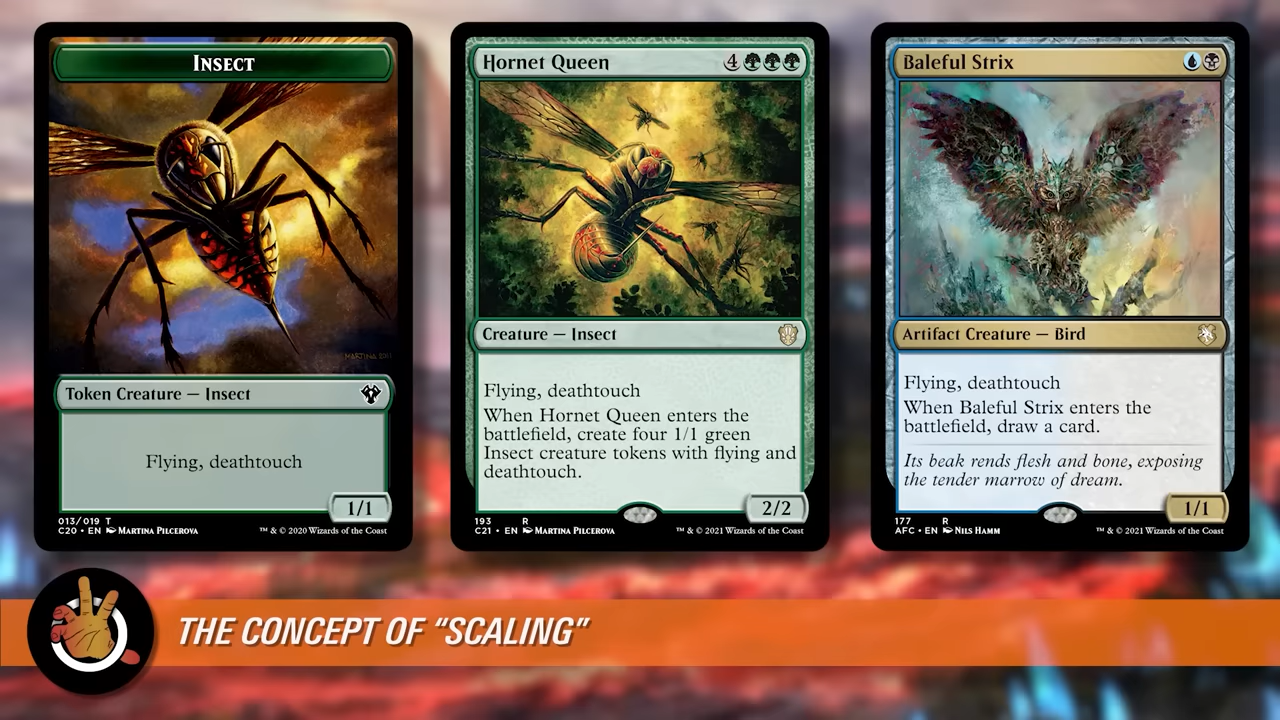 INSECT
MARTINA 2011
Token Creature — Insect
Flying, deathtouch
1/1
013/019 T
C20 • EN MARTINA PILCEROVA
™ & © 2020 Wizards of the Coast
Hornet Queen
4
Creature — Insect
Flying, deathtouch
When Hornet Queen enters the
battlefield, create four 1/1 green
Insect creature tokens with flying and
deathtouch.
2/2
193 R
C21 • EN MARTINA PILCEROVA
™ & © 2021 Wizards of the Coast
Baleful Strix
Artifact Creature — Bird
Flying, deathtouch
When Baleful Strix enters the
battlefield, draw a card.
Its beak rends flesh and bone, exposing
the tender marrow of dream.
1/1
177 R
AFC • EN NILS HAMM
™ & © 2021 Wizards of the Coast
THE CONCEPT OF “SCALING”